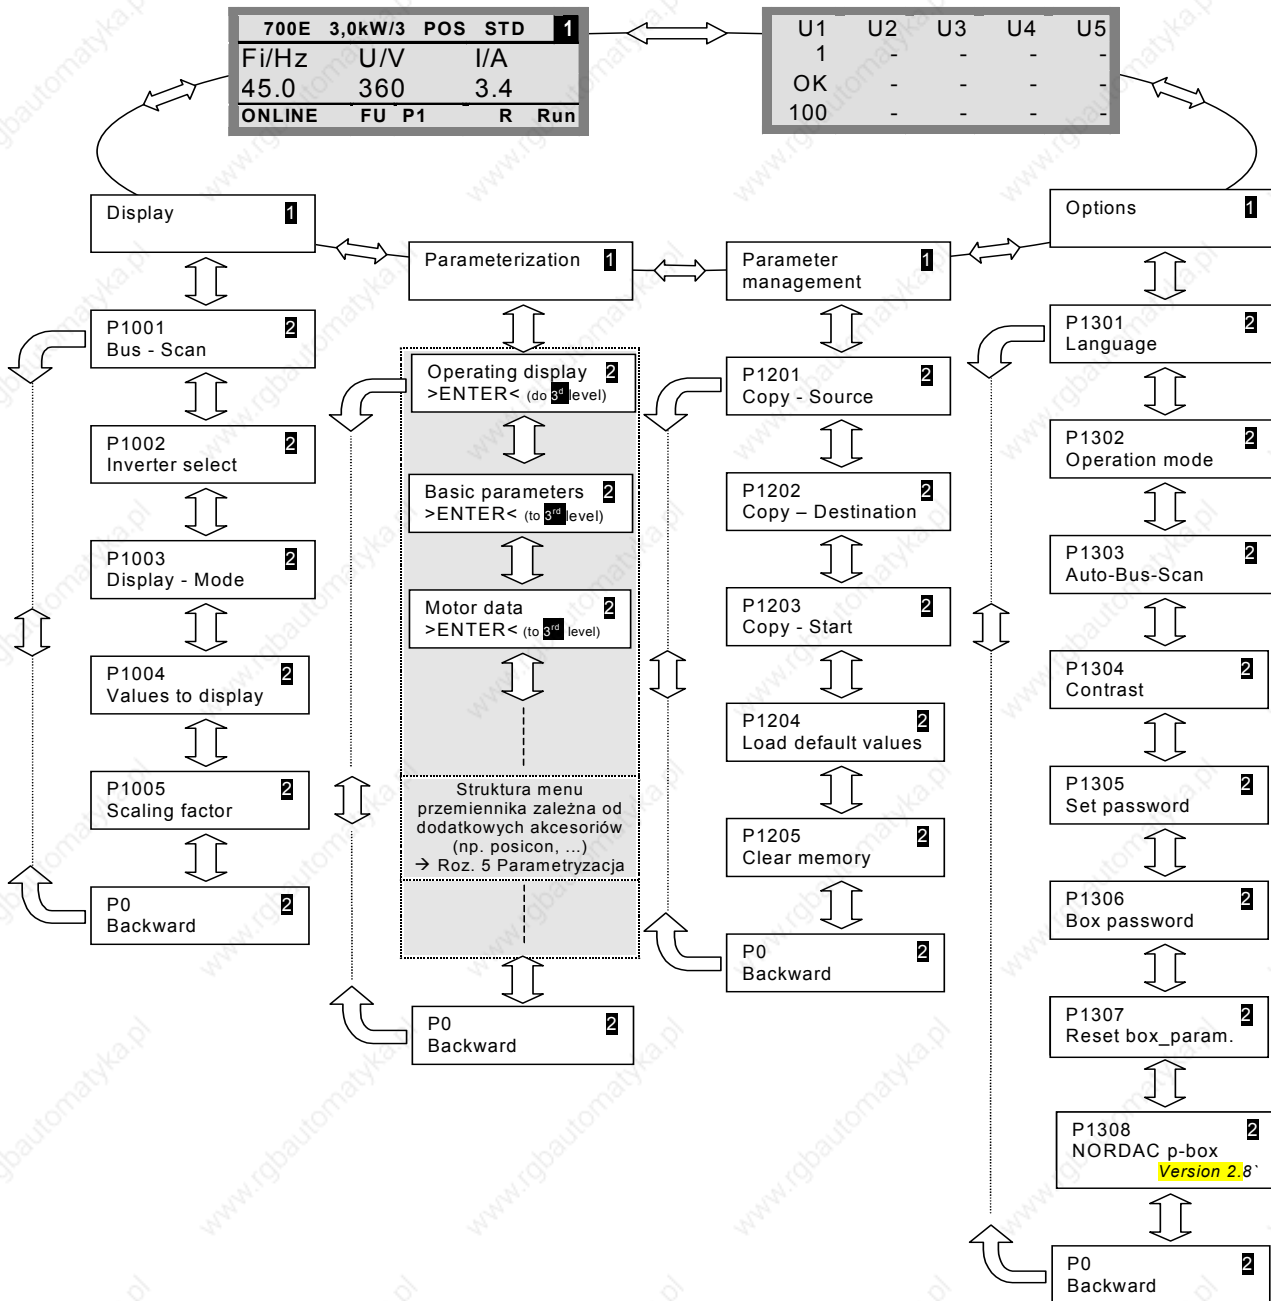 700E 3,0kW/3 POS STD 1
Fi/Hz U/V I/A
45.0 360 3.4
ONLINE FU P1 R Run
U1 U2 U3 U4 U5
1 - - - -
OK - - - -
100 - - - -
Display 1
P1001 2
Bus - Scan
P1002 2
Inverter select
P1003 2
Display - Mode
P1004 2
Values to display
P1005 2
Scaling factor
P0 2
Backward
Parameterization 1
Operating display 2
>ENTER< (do 3d level)
Basic parameters 2
>ENTER< (to 3rd level)
Motor data 2
>ENTER< (to 3rd level)
Struktura menu
przemiennika zależna od
dodatkowych akcesoriów
(np. posicon, ...)
→ Roz. 5 Parametryzacja
P0 2
Backward
Parameter 1
management
P1201 2
Copy - Source
P1202 2
Copy – Destination
P1203 2
Copy - Start
P1204 2
Load default values
P1205 2
Clear memory
P0 2
Backward
Options 1
P1301 2
Language
P1302 2
Operation mode
P1303 2
Auto-Bus-Scan
P1304 2
Contrast
P1305 2
Set password
P1306 2
Box password
P1307 2
Reset box_param.
P1308 2
NORDAC p-box
Version 2.8`
P0 2
Backward
www.rgbautomatyka.pl